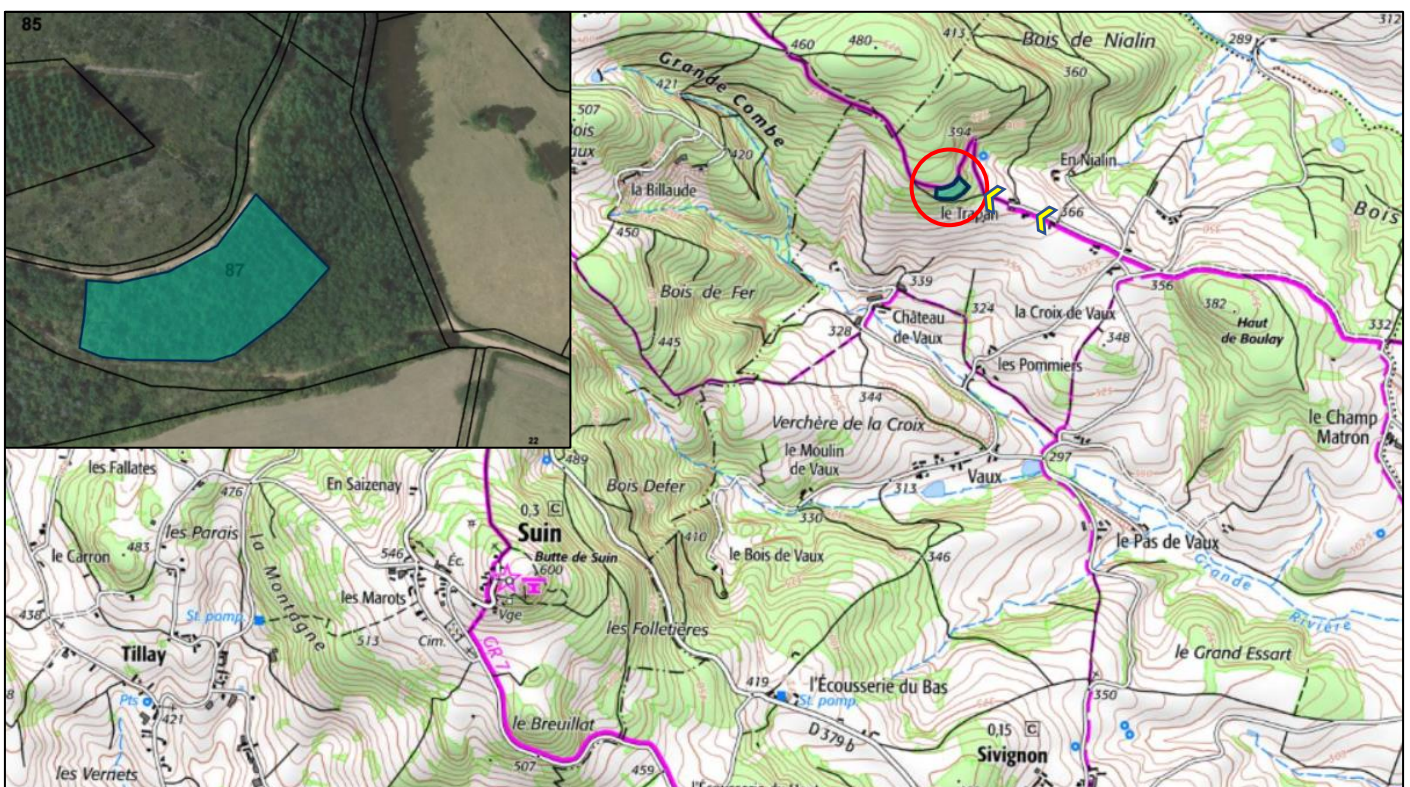 85
87
22
460
480
413
Bois de Nialin
289
312
360
Grande Combe
421
507
420
394
En Nialin
la Billaude
le Trapan
366
Bois
450
339
356
Bois de Fer
324
la Croix de Vaux
382
Château
de Vaux
328
348
Haut
de Boulay
332
445
les Pommiers
344
le Champ
Matron
Verchère de la Croix
le Moulin
de Vaux
297
489
les Fallates
En Saizenay
476
Bois Defer
313
Vaux
0,3 C
Suin
330
les Parais
410
le Bois de Vaux
346
le Pas de Vaux
le Carron
483
la Montagne
546
Éc.
Butte de Suin
600
Grande
Rivière
les Marots
Vge
438
St. pomp.
513
Cim.
les Folletières
GR 7
le Grand Essart
Tillay
419
l'Écousserie du Bas
St. pomp.
350
Pts
421
le Breuillat
D 379 b
0,15 C
Sivignon
les Vernets
507
459